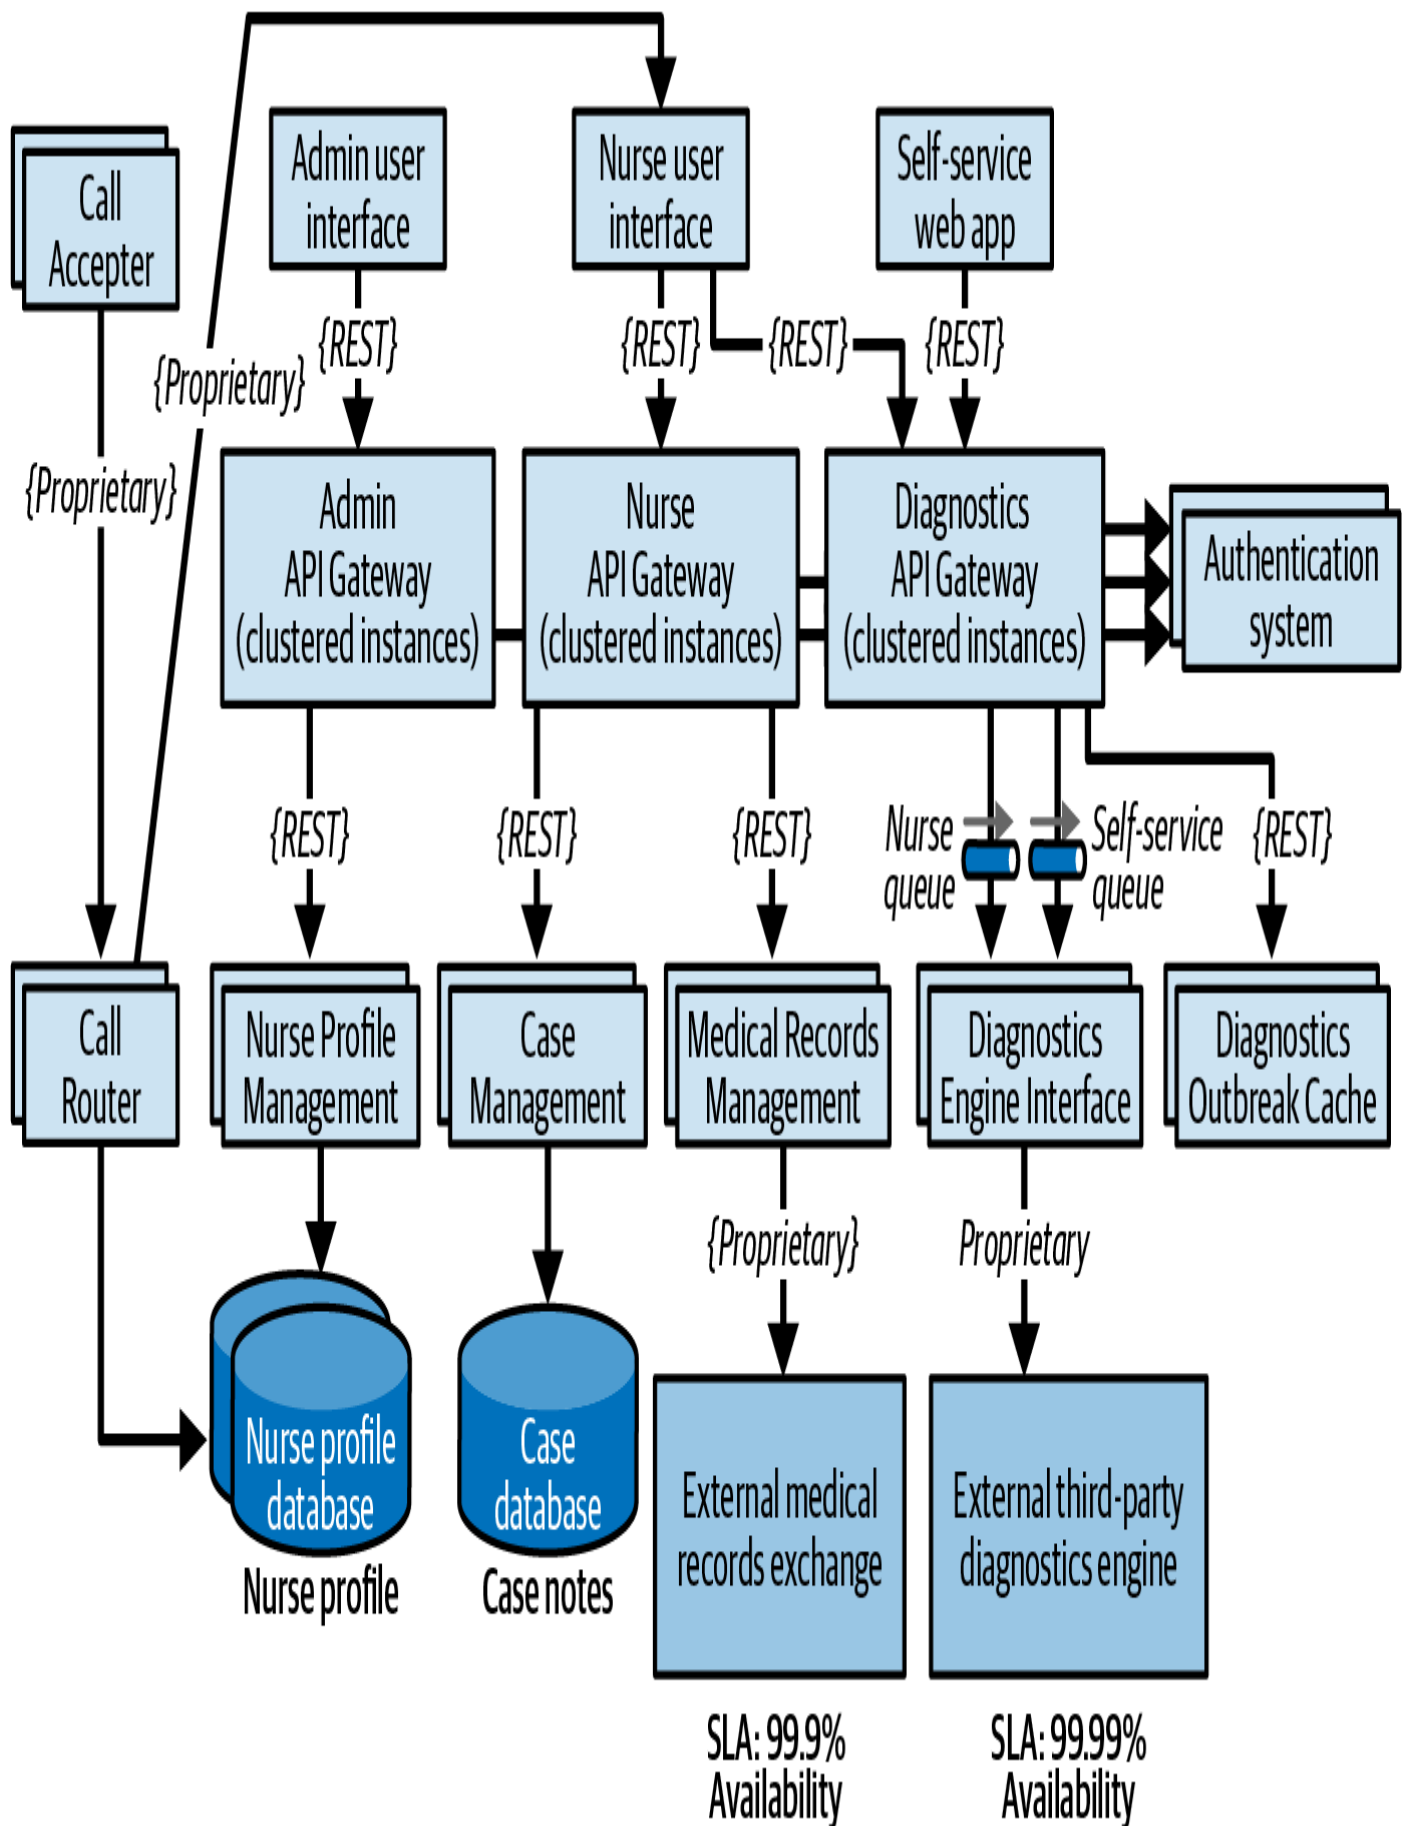 Call
Accepter
Admin user
interface
Nurse user
interface
Self-service
web app
{REST}
{REST}
{REST}
{REST}
{Proprietary}
{Proprietary}
Admin
API Gateway
(clustered instances)
Nurse
API Gateway
(clustered instances)
Diagnostics
API Gateway
(clustered instances)
Authentication
system
{REST}
{REST}
{REST}
Nurse
queue
Self-service
queue
{REST}
Call
Router
Nurse Profile
Management
Case
Management
Medical Records
Management
Diagnostics
Engine Interface
Diagnostics
Outbreak Cache
{Proprietary}
Proprietary
Nurse profile
database
Nurse profile
Case
database
Case notes
External medical
records exchange
External third-party
diagnostics engine
SLA: 99.9%
Availability
SLA: 99.99%
Availability